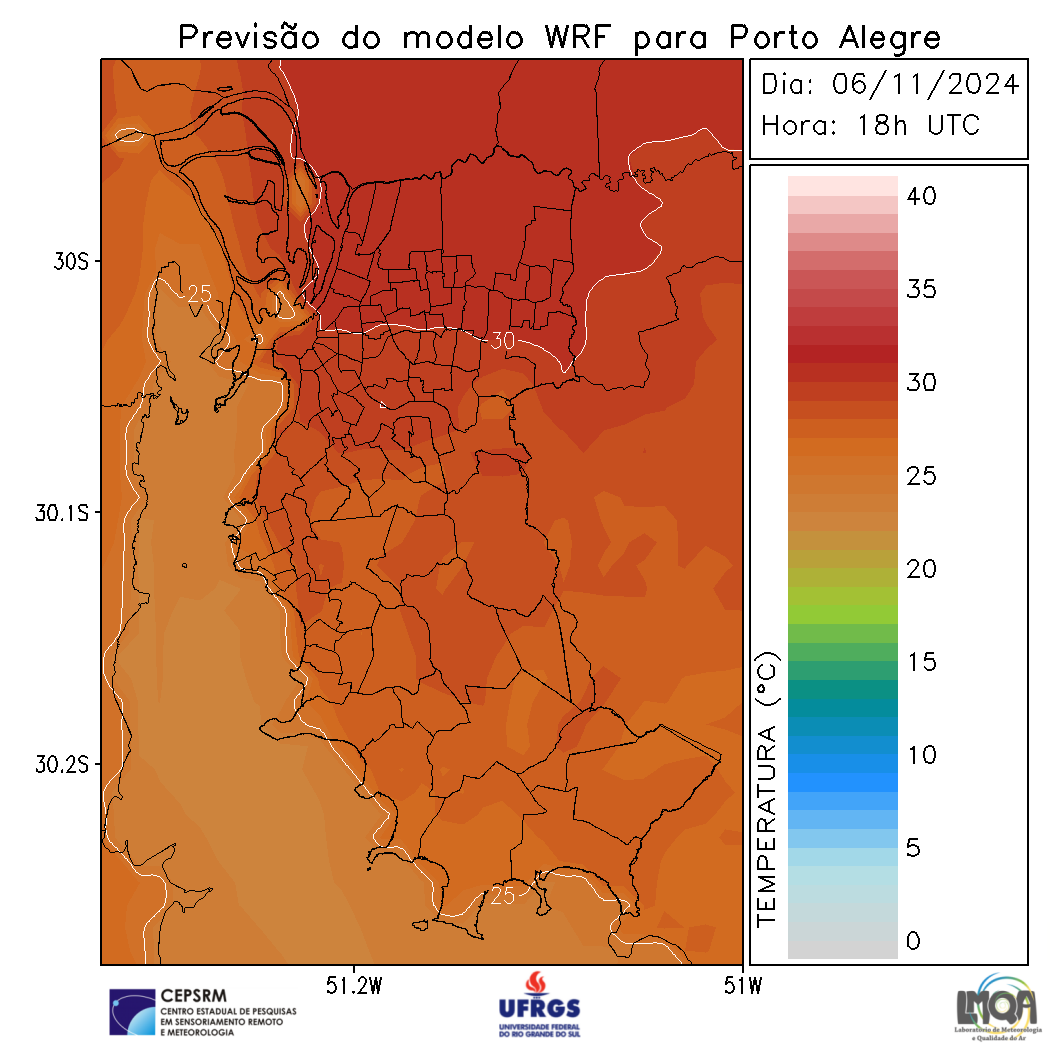 Previsão do modelo WRF para Porto Alegre
Dia: 06/11/2024
Hora: 18h UTC
40
35
30
25
20
15
10
5
0
TEMPERATURA (°C)
30S
30.1S
30.2S
51.2W
51W
25
30
25
CEPSRM
CENTRO ESTADUAL DE PESQUISAS
EM SENSORIAMENTO REMOTO
E METEOROLOGIA
UFRGS
UNIVERSIDADE FEDERAL
DO RIO GRANDE DO SUL
LMQA
Laboratório de Meteorologia
e Qualidade do Ar